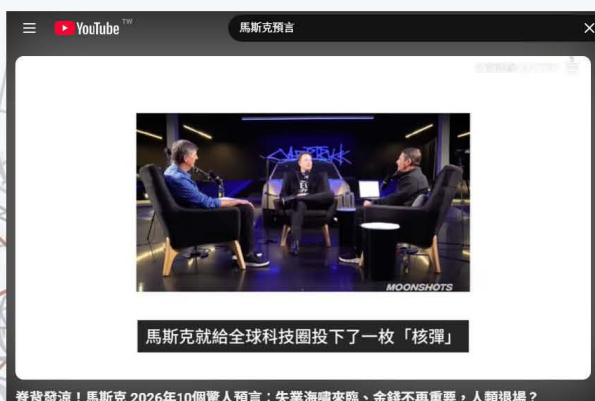 YouTube TW
馬斯克預言
MOONSHOTS
馬斯克就給全球科技圈投下了一枚「核彈」
脊背發涼！馬斯克 2026年10個驚人預言：失業海嘯來臨、金錢不再重要，人類退場？